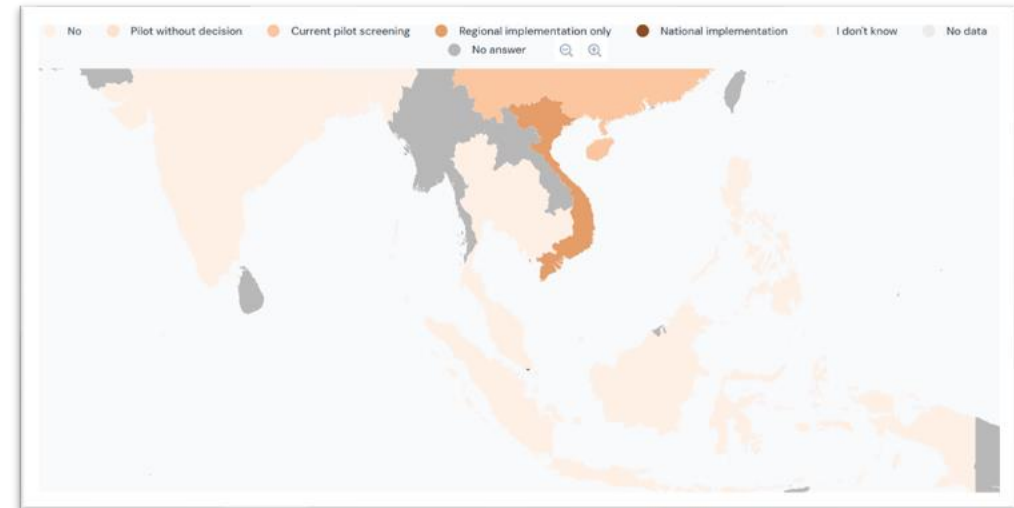 No Pilot without decision Current pilot screening Regional implementation only National implementation I don't know No data
No answer